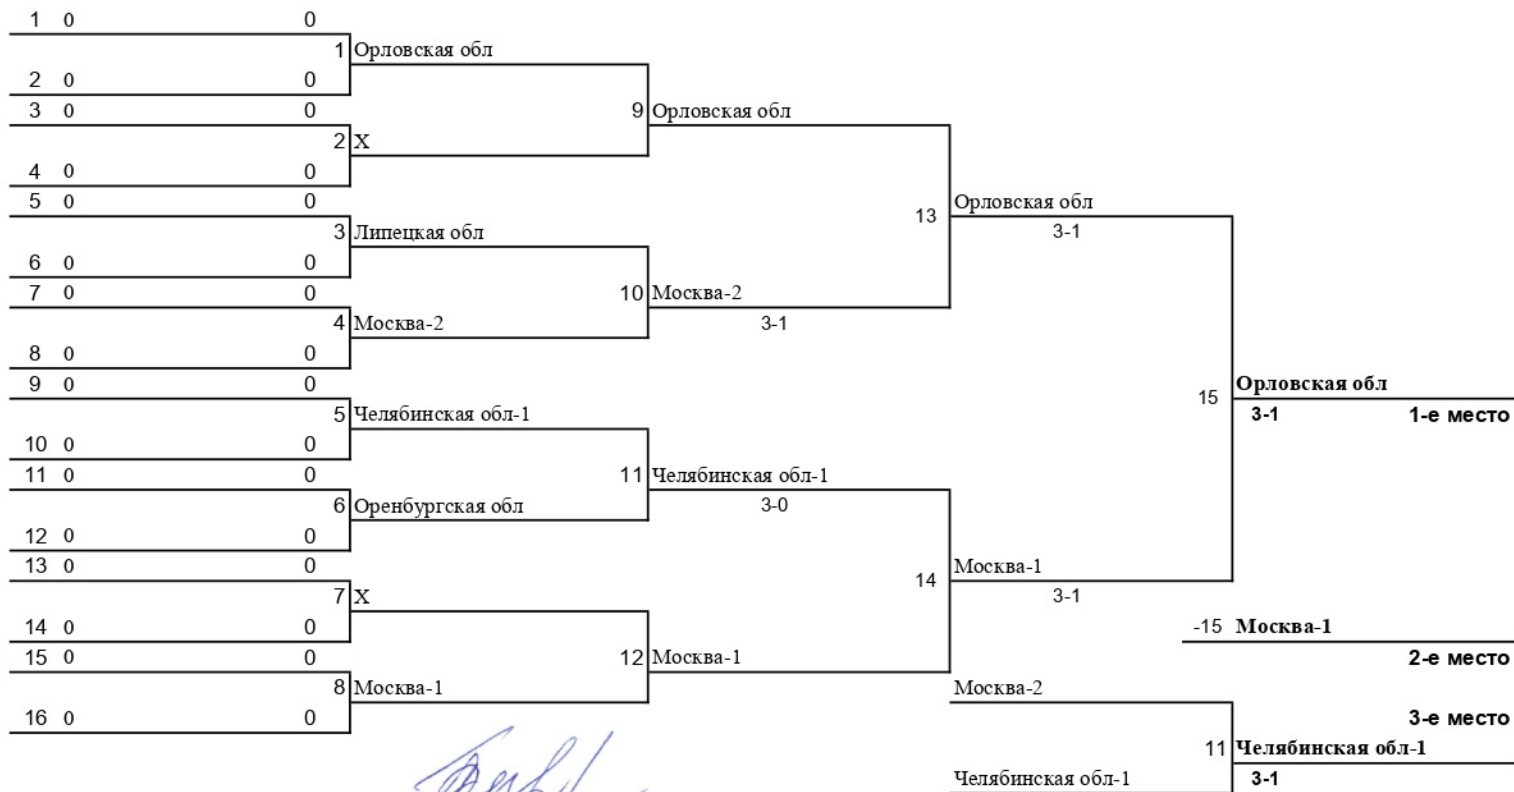 1 0 0
1 Орловская обл
2 0 0
3 0 0
9 Орловская обл
2 X
4 0 0
5 0 0
13 Орловская обл
3-1
3 Липецкая обл
6 0 0
7 0 0
10 Москва-2
3-1
4 Москва-2
8 0 0
9 0 0
15 Орловская обл
3-1 1-е место
5 Челябинская обл-1
10 0 0
11 0 0
11 Челябинская обл-1
3-0
6 Оренбургская обл
12 0 0
13 0 0
14 Москва-1
3-1
7 X
14 0 0
-15 Москва-1
2-е место
15 0 0
12 Москва-1
8 Москва-1
Москва-2
16 0 0
3-е место
11 Челябинская обл-1
3-1
Челябинская обл-1